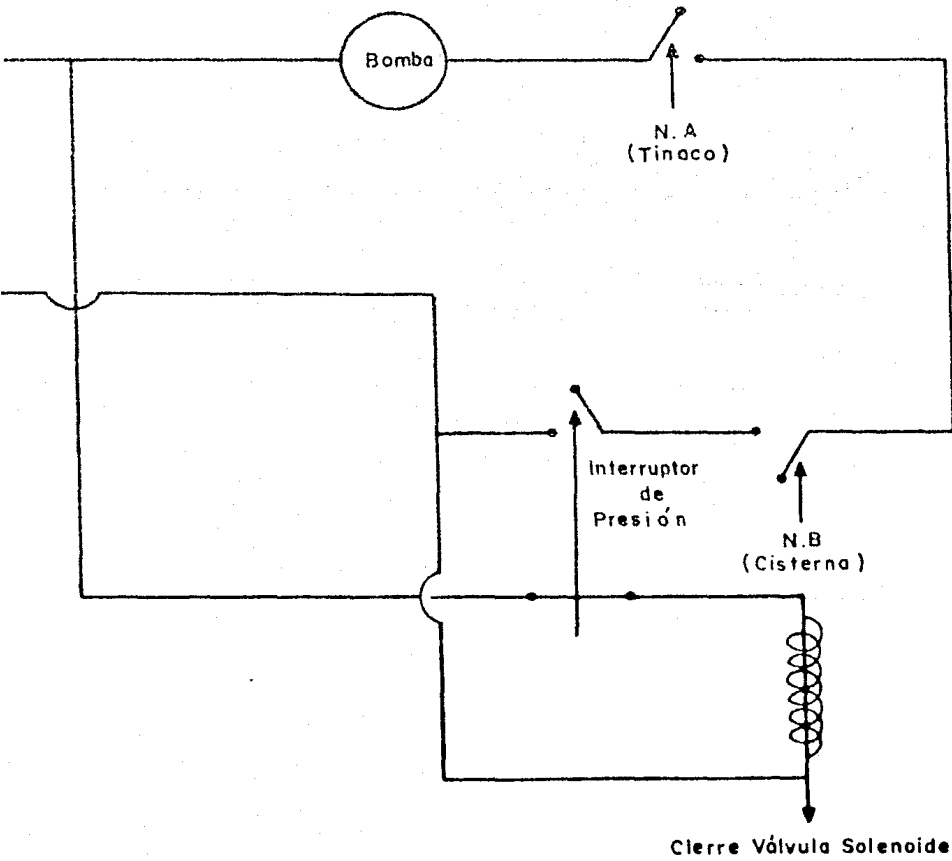 Bomba
N.A
(Tinaco)
Interruptor
de
Presión
N.B
(Cisterna)
Cierre Válvula Solenoide